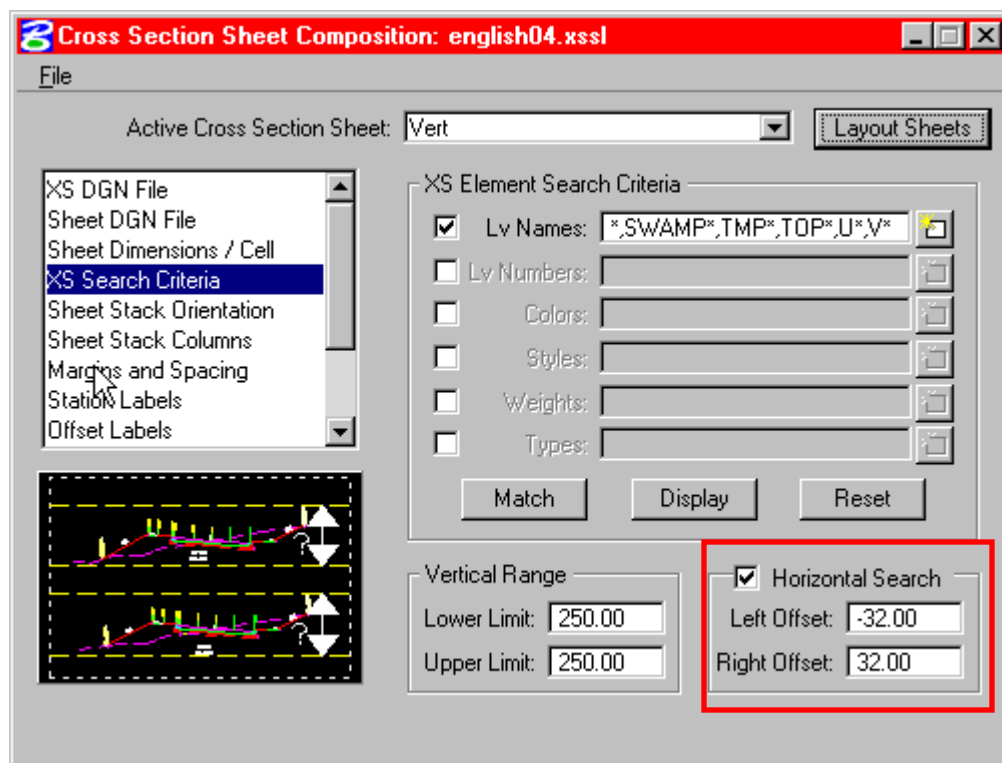 Cross Section Sheet Composition: english04.xssl
File
Active Cross Section Sheet: Vert Layout Sheets
XS DGN File
Sheet DGN File
Sheet Dimensions / Cell
XS Search Criteria
Sheet Stack Orientation
Sheet Stack Columns
Margins and Spacing
Station Labels
Offset Labels
XS Element Search Criteria
Lv Names: *,SWAMP*,TMP*,TOP*,U*,V*
Lv Numbers:
Colors:
Styles:
Weights:
Types:
Match Display Reset
? 
?
Vertical Range
Lower Limit: 250.00
Upper Limit: 250.00
Horizontal Search
Left Offset: -32.00
Right Offset: 32.00